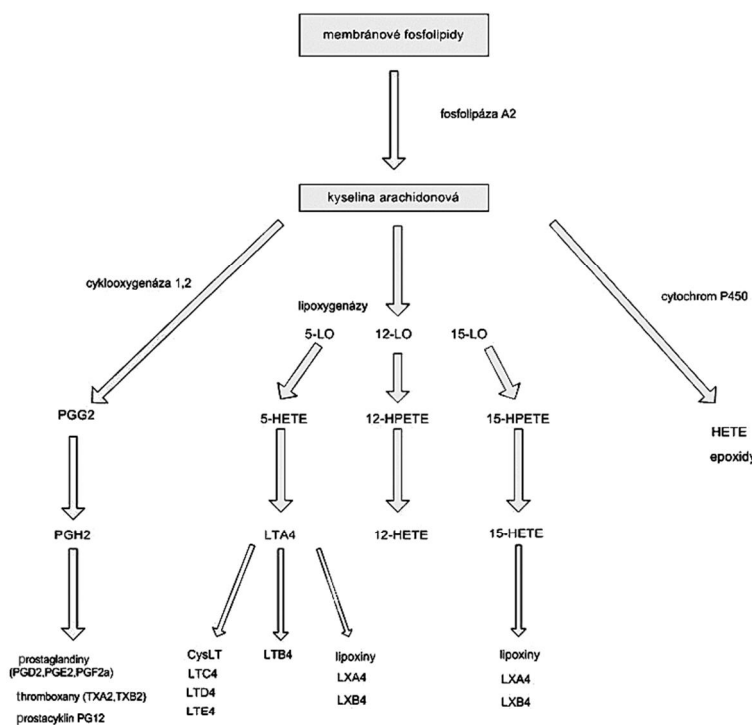 membránové fosfolipidy
fosfolipáza A2
kyselina arachidonová
cyklooxygenáza 1,2
lipoxygenázy
cytochrom P450
5-LO 12-LO 15-LO
PGG2 5-HETE 12-HPETE 15-HPETE HETE
epoxidy
PGH2 LTA4 12-HETE 15-HETE
prostaglandiny CysLT LTB4 lipoxiny lipoxiny
(PGD2,PGE2,PGF2a) LTC4 LXA4 LXA4
thromboxany (TXA2,TXB2) LTD4 LXB4 LXB4
prostacyklin PG12 LTE4